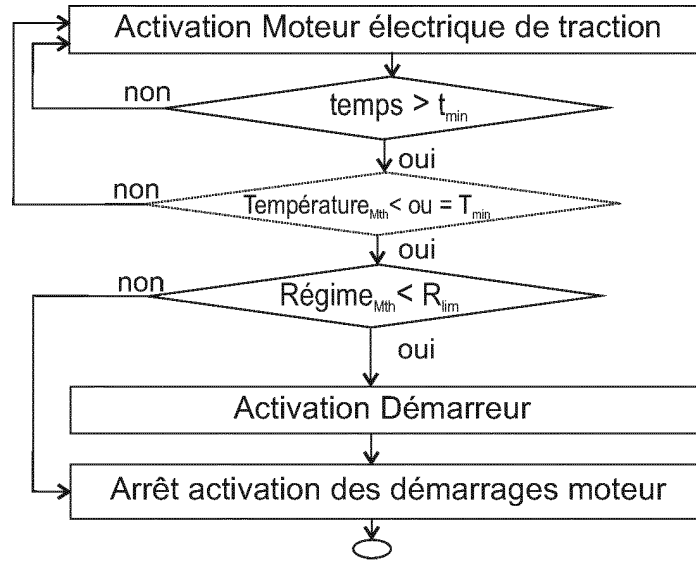 Activation Moteur électrique de traction
non
temps > tmin
oui
non
TempératureMth< ou = Tmin
oui
non
RégimeMth< Rlim
oui
Activation Démarreur
Arrêt activation des démarrages moteur